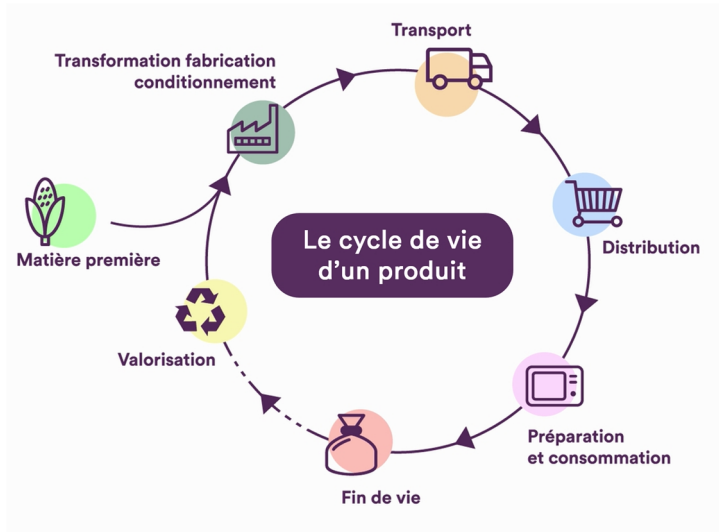 Transport
Transformation fabrication
conditionnement
Matière première
Le cycle de vie
d'un produit
Distribution
Valorisation
Préparation
et consommation
Fin de vie